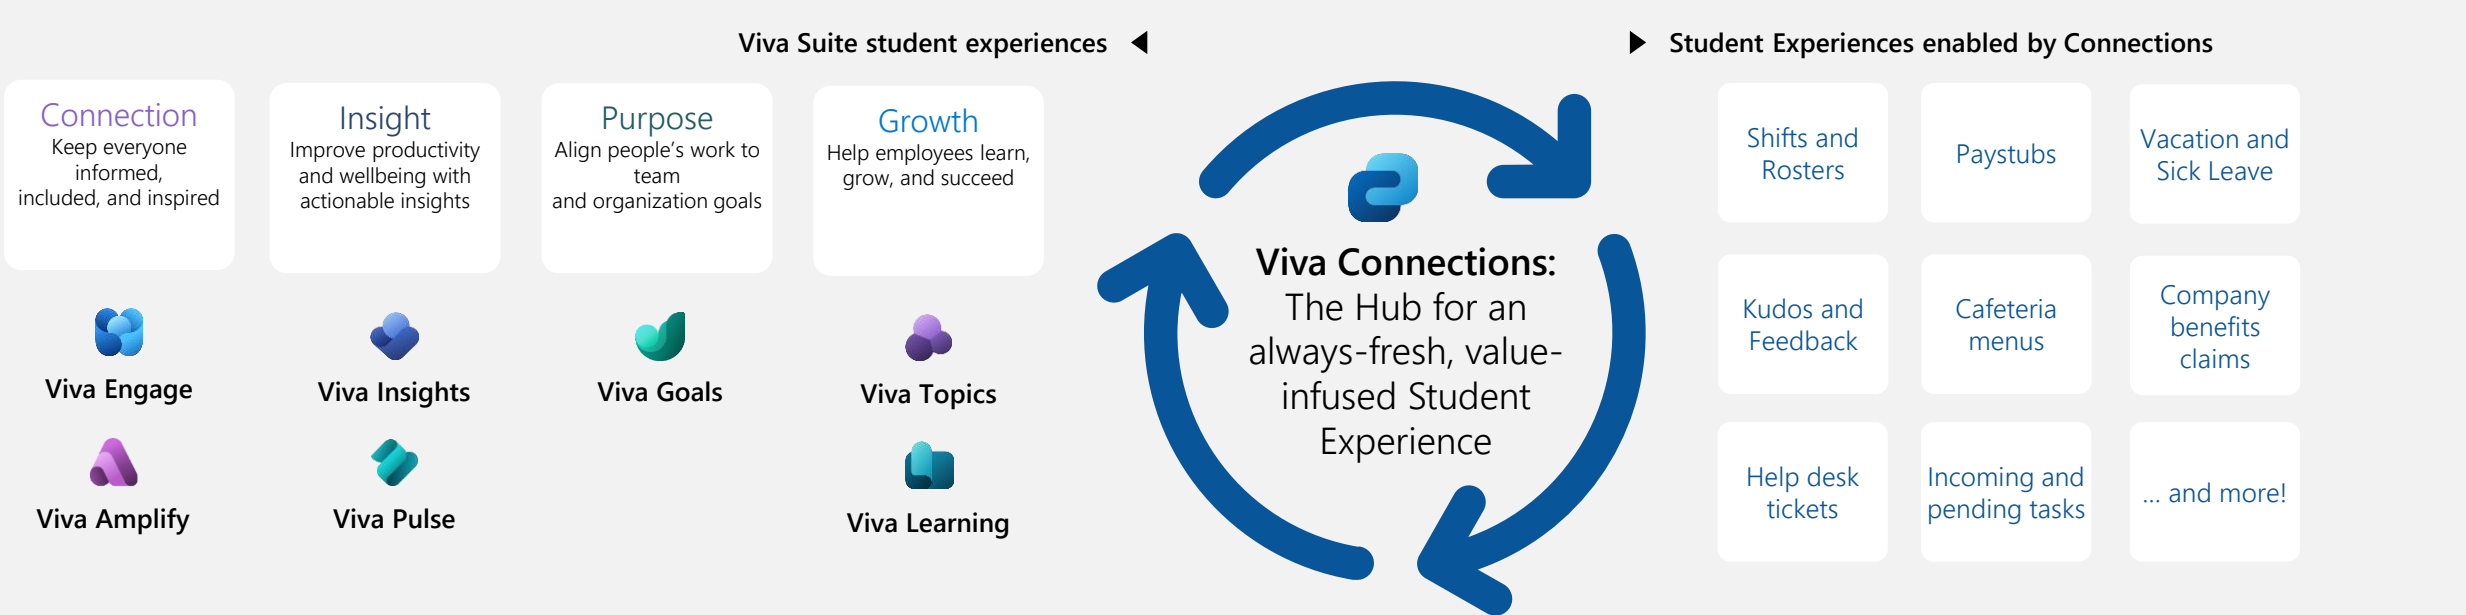 Viva Suite student experiences
Connection
Keep everyone
informed,
included, and inspired
Insight
Improve productivity
and wellbeing with
actionable insights
Purpose
Align people's work to
team
and organization goals
Growth
Help employees learn,
grow, and succeed
Viva Engage
Viva Insights
Viva Goals
Viva Topics
Viva Amplify
Viva Pulse
Viva Learning
Viva Connections:
The Hub for an
always-fresh, value-
infused Student
Experience
Student Experiences enabled by Connections
Shifts and
Rosters
Paystubs
Vacation and
Sick Leave
Kudos and
Feedback
Cafeteria
menus
Company
benefits
claims
Help desk
tickets
Incoming and
pending tasks
... and more!